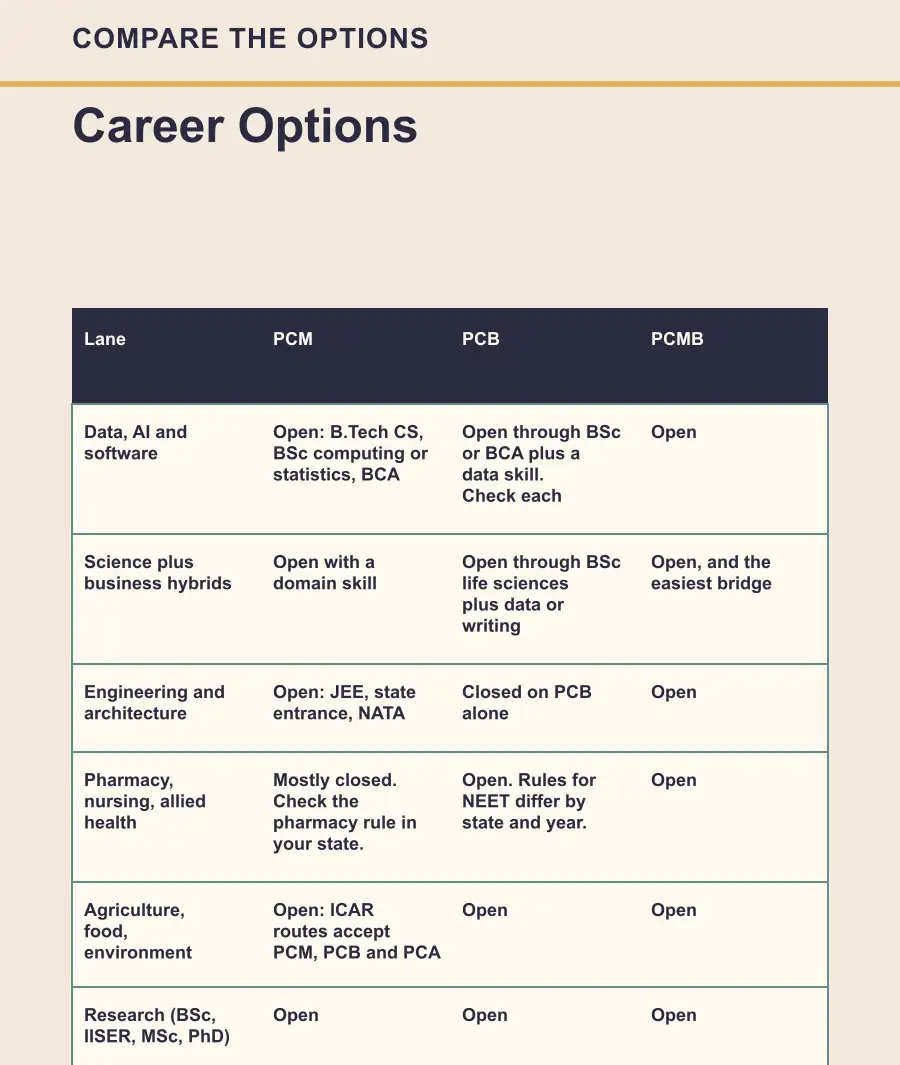 COMPARE THE OPTIONS
Career Options
Lane
PCM
PCB
PCMB
Data, AI and
software
Open: B.Tech CS,
BSc computing or
statistics, BCA
Open through BSc
or BCA plus a
data skill.
Check each
Open
Science plus
business hybrids
Open with a
domain skill
Open through BSc
life sciences
plus data or
writing
Open, and the
easiest bridge
Engineering and
architecture
Open: JEE, state
entrance, NATA
Closed on PCB
alone
Open
Pharmacy,
nursing, allied
health
Mostly closed.
Check the
pharmacy rule in
your state.
Open. Rules for
NEET differ by
state and year.
Open
Agriculture,
food,
environment
Open: ICAR
routes accept
PCM, PCB and PCA
Open
Open
Research (BSc,
IISER, MSc, PhD)
Open
Open
Open